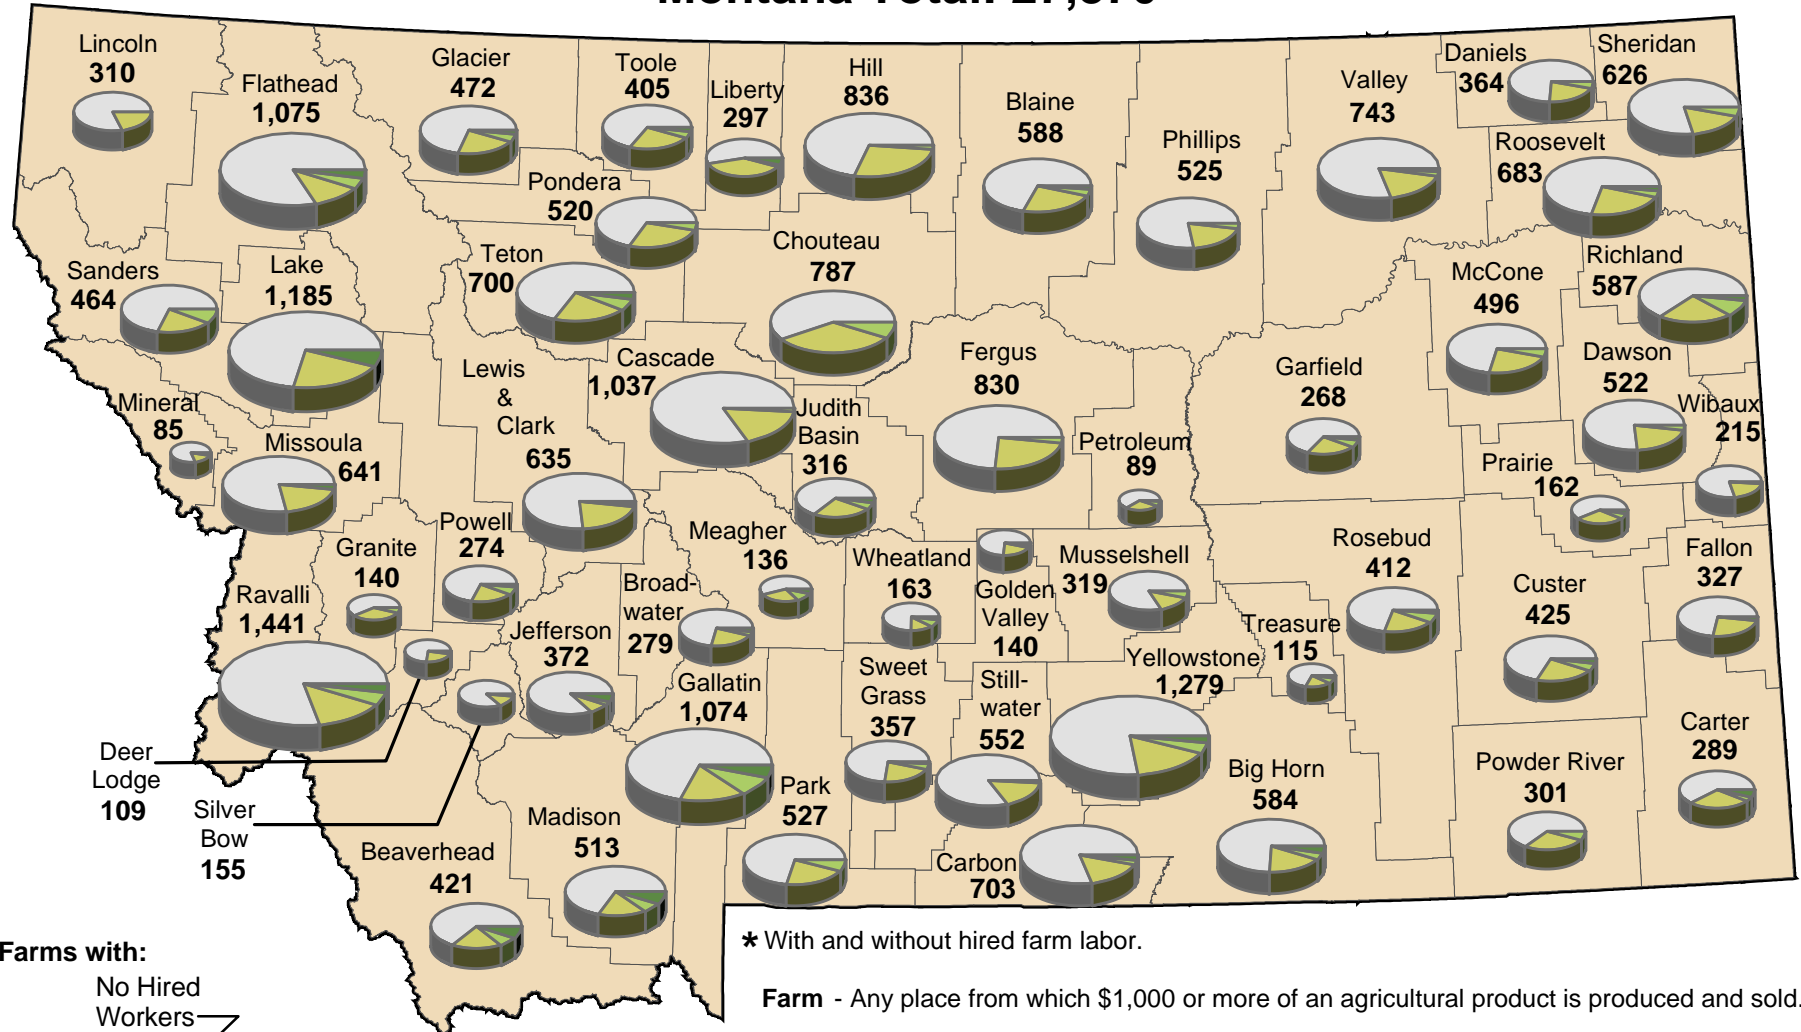 Lincoln
310
Flathead
1,075
Glacier
472
Toole
405
Liberty
297
Hill
836
Blaine
588
Phillips
525
Valley
743
Daniels
364
Sheridan
626
Roosevelt
683
Pondera
520
Teton
700
Chouteau
787
Sanders
464
Lake
1,185
McCone
496
Richland
587
Lewis
&
Clark
635
Cascade
1,037
Judith
Basin
316
Fergus
830
Petroleum
89
Garfield
268
Dawson
522
Wibaux
215
Prairie
162
Mineral
85
Missoula
641
Powell
274
Granite
140
Ravalli
1,441
Meagher
136
Broad-
water
279
Wheatland
163
Golden
Valley
140
Musselshell
319
Rosebud
412
Custer
425
Fallon
327
Treasure
115
Jefferson
372
Gallatin
1,074
Sweet
Grass
357
Still-
water
552
Yellowstone
1,279
Big Horn
584
Powder River
301
Carter
289
Deer
Lodge
109
Silver
Bow
155
Beaverhead
421
Madison
513
Park
527
Carbon
703
* With and without hired farm labor.
Farms with:
No Hired
Workers
Farm - Any place from which $1,000 or more of an agricultural product is produced and sold.